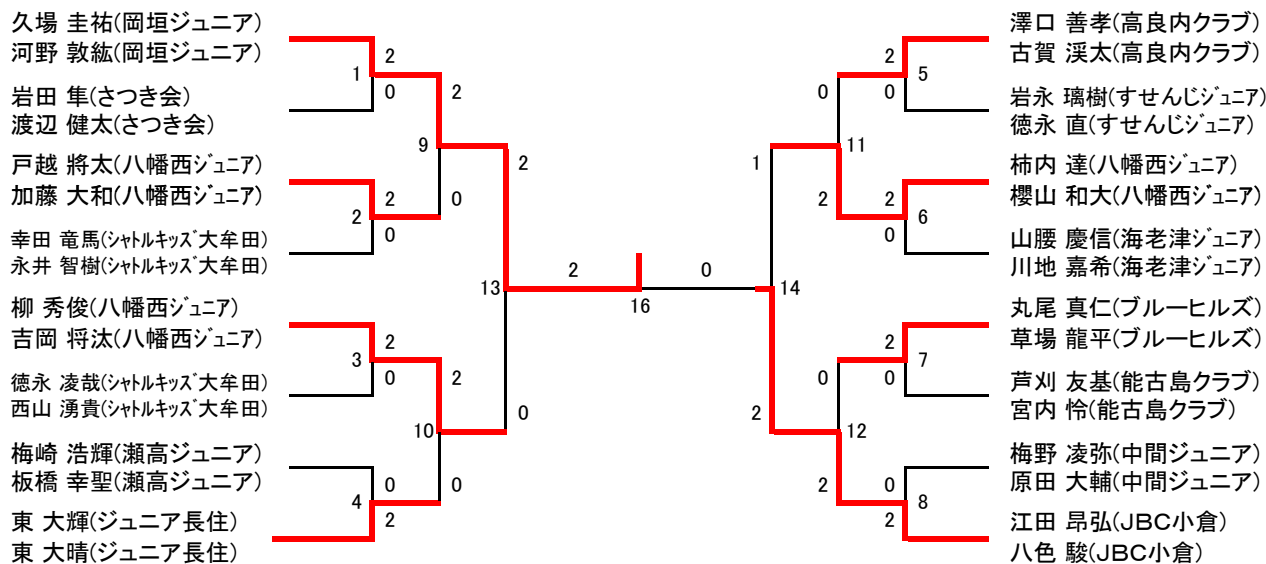 久場 圭祐(岡垣ジュニア)
河野 敦紘(岡垣ジュニア)
岩田 隼(さつき会)
渡辺 健太(さつき会)
戸越 將太(八幡西ジュニア)
加藤 大和(八幡西ジュニア)
幸田 竜馬(シャトルキッズ大牟田)
永井 智樹(シャトルキッズ大牟田)
柳 秀俊(八幡西ジュニア)
吉岡 将汰(八幡西ジュニア)
徳永 凌哉(シャトルキッズ大牟田)
西山 湧貴(シャトルキッズ大牟田)
梅崎 浩輝(瀬高ジュニア)
板橋 幸聖(瀬高ジュニア)
東 大輝(ジュニア長住)
東 大晴(ジュニア長住)
1
2
0
2
2
0
3
2
0
4
0
2
9
2
0
10
2
0
13
2
0
2
16
0
14
1
2
11
0
2
12
0
2
5
2
0
6
2
0
7
2
0
8
0
2
澤口 善孝(高良内クラブ)
古賀 渓太(高良内クラブ)
岩永 璃樹(すせんじジュニア)
徳永 直(すせんじジュニア)
柿内 達(八幡西ジュニア)
櫻山 和大(八幡西ジュニア)
山腰 慶信(海老津ジュニア)
川地 嘉希(海老津ジュニア)
丸尾 真仁(ブルーヒルズ)
草場 龍平(ブルーヒルズ)
芦刈 友基(能古島クラブ)
宮内 怜(能古島クラブ)
梅野 凌弥(中間ジュニア)
原田 大輔(中間ジュニア)
江田 昂弘(JBC小倉)
八色 駿(JBC小倉)